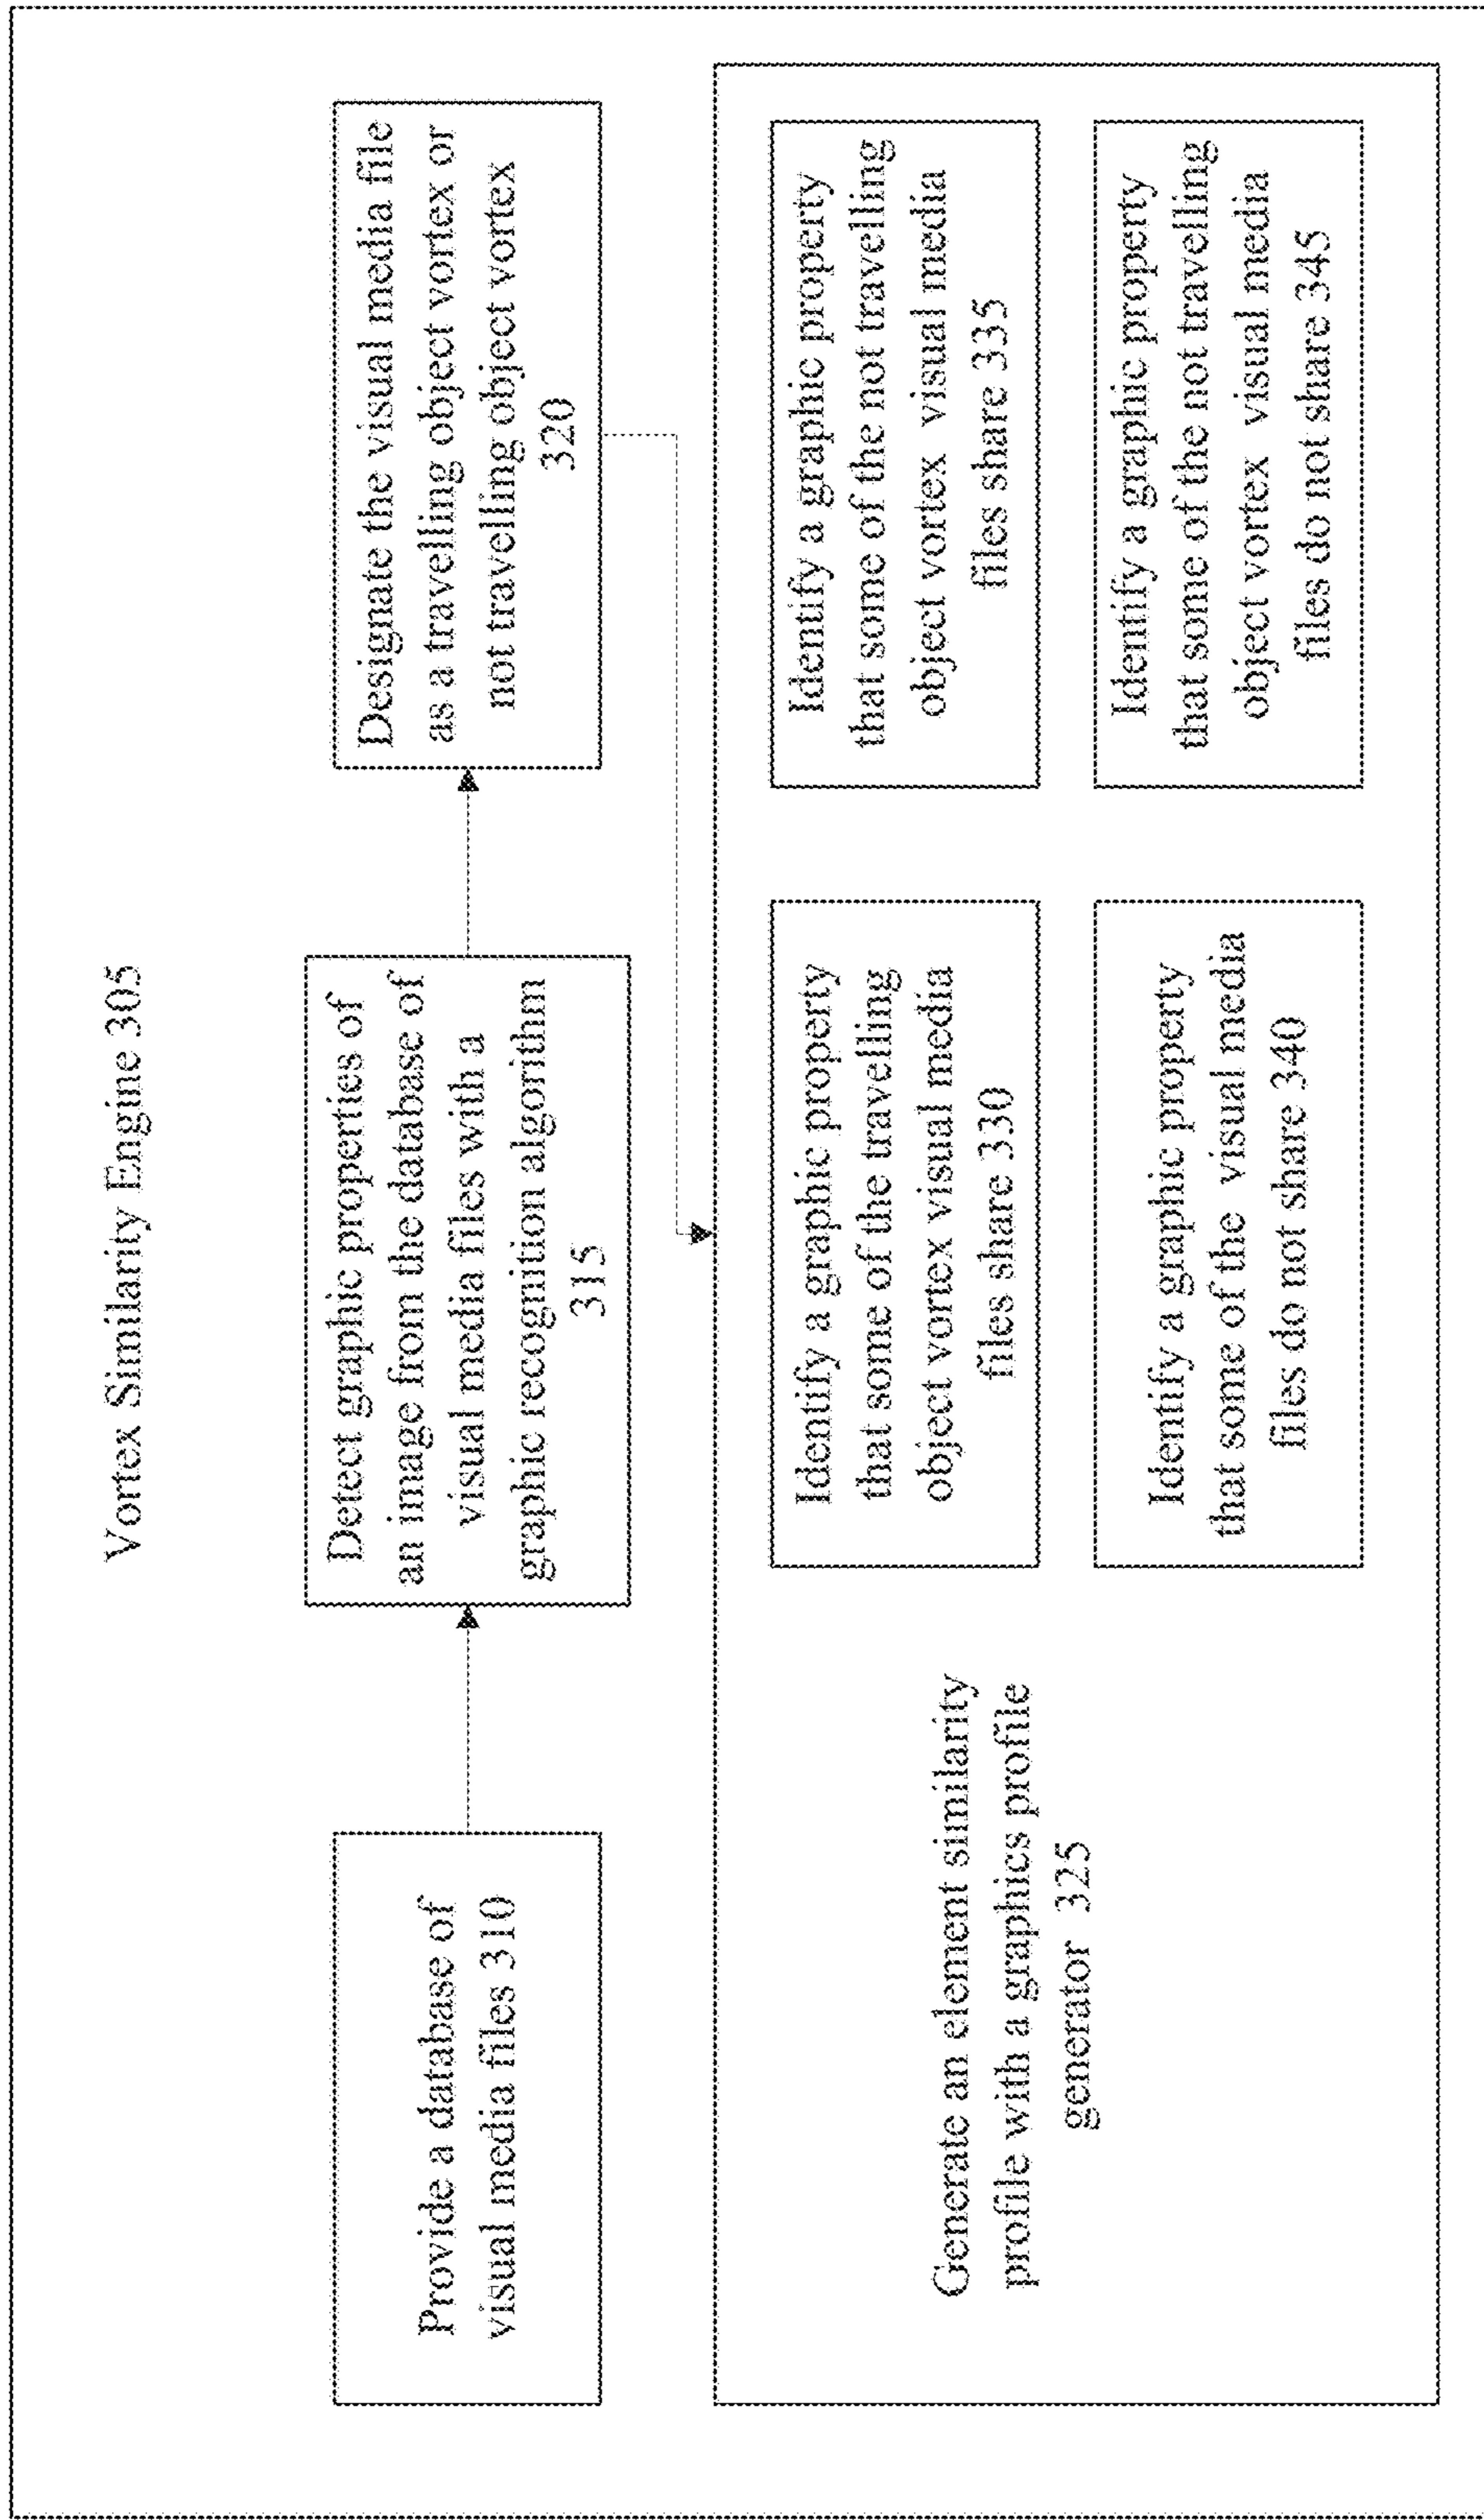 Vortex Similarity Engine 305
Provide a database of
visual media files 310
Detect graphic properties of
an image from the database of
visual media files with a
graphic recognition algorithm
315
Designate the visual media file
as a travelling object vortex or
not travelling object vortex
320
Generate an element similarity
profile with a graphics profile
generator 325
Identify a graphic property
that some of the travelling
object vortex visual media
files share 330
Identify a graphic property
that some of the not travelling
object vortex visual media
files share 335
Identify a graphic property
that some of the visual media
files do not share 340
Identify a graphic property
that some of the not travelling
object vortex visual media
files do not share 345